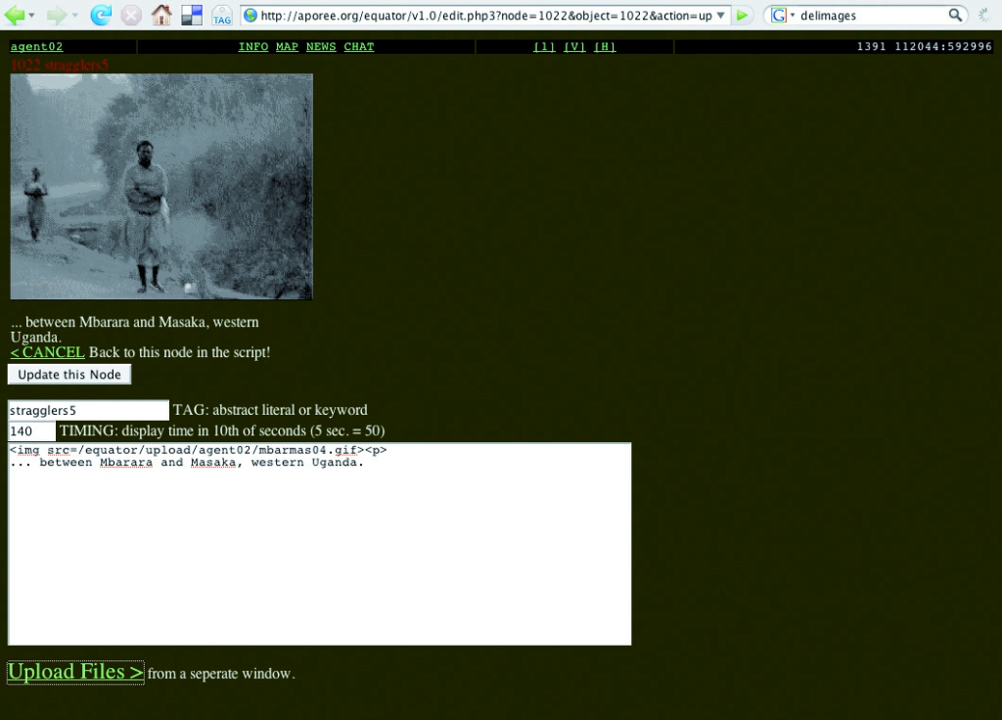 http://aporee.org/equator/v1.0/edit.php3?node=1022&object=1022&action=up
G delimages
TAG
agent02 INFO MAP NEWS CHAT [1] [V] [H] 1391 112044:592996
1022 stragglers5
... between Mbarara and Masaka, western
Uganda.
< CANCEL Back to this node in the script!
Update this Node
stragglers5 TAG: abstract literal or keyword
140 TIMING: display time in 10th of seconds (5 sec. = 50)
<img src=/equator/upload/agent02/mbarmas04.gif><p>
... between Mbarara and Masaka, western Uganda.
Upload Files > from a seperate window.